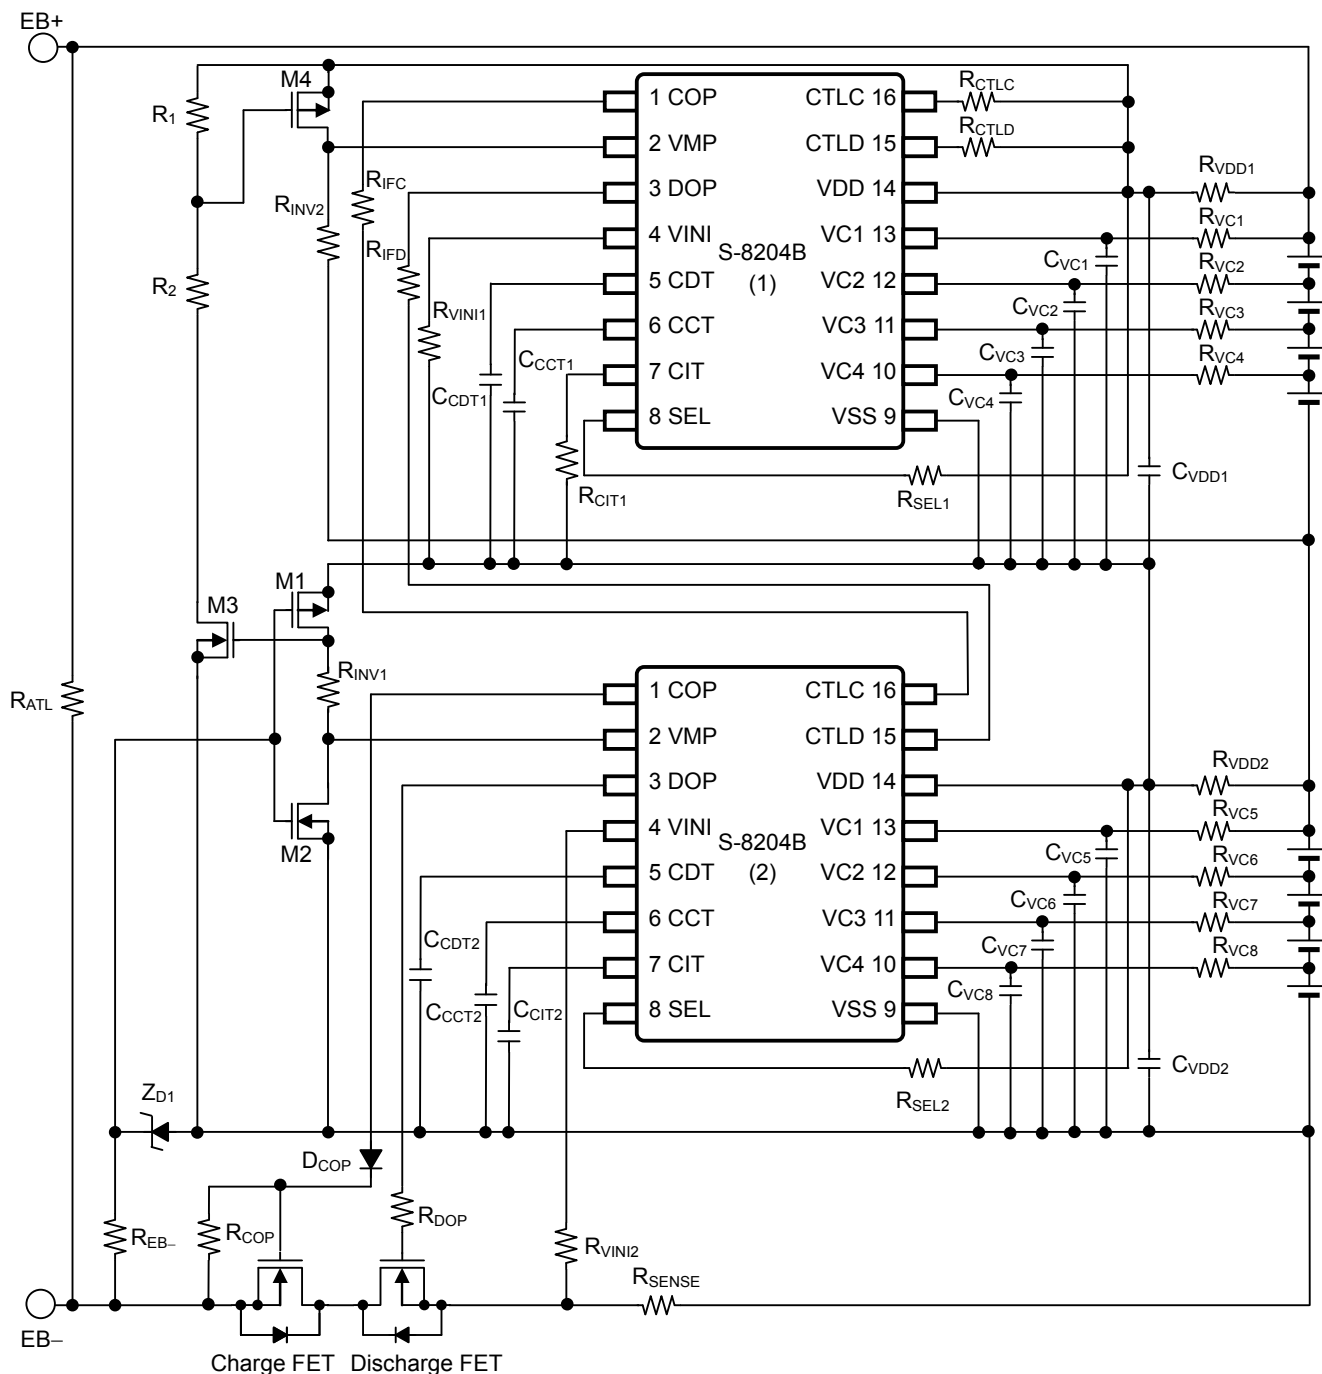 EB+
M4
R1
RINV2
RIFC
RIFD
R2
RVINI1
CCDT1
CCCT1
RCIT1
1 COP
2 VMP
3 DOP
4 VINI
5 CDT
6 CCT
7 CIT
8 SEL
S-8204B
(1)
CTLC 16
CTLD 15
VDD 14
VC1 13
VC2 12
VC3 11
VC4 10
VSS 9
RCTLC
RCTLD
RVDD1
RVC1
RVC2
RVC3
RVC4
CVC1
CVC2
CVC3
CVC4
RSEL1
CVDD1
M1
M3
RINV1
RATL
M2
1 COP
2 VMP
3 DOP
4 VINI
5 CDT
6 CCT
7 CIT
8 SEL
S-8204B
(2)
CTLC 16
CTLD 15
VDD 14
VC1 13
VC2 12
VC3 11
VC4 10
VSS 9
RVDD2
RVC5
RVC6
RVC7
RVC8
CVC5
CVC6
CVC7
CVC8
CCDT2
CCCT2
CCIT2
RSEL2
CVDD2
ZD1
DCOP
REB−
RCOP
RDOP
RVINI2
RSENSE
EB−
Charge FET
Discharge FET